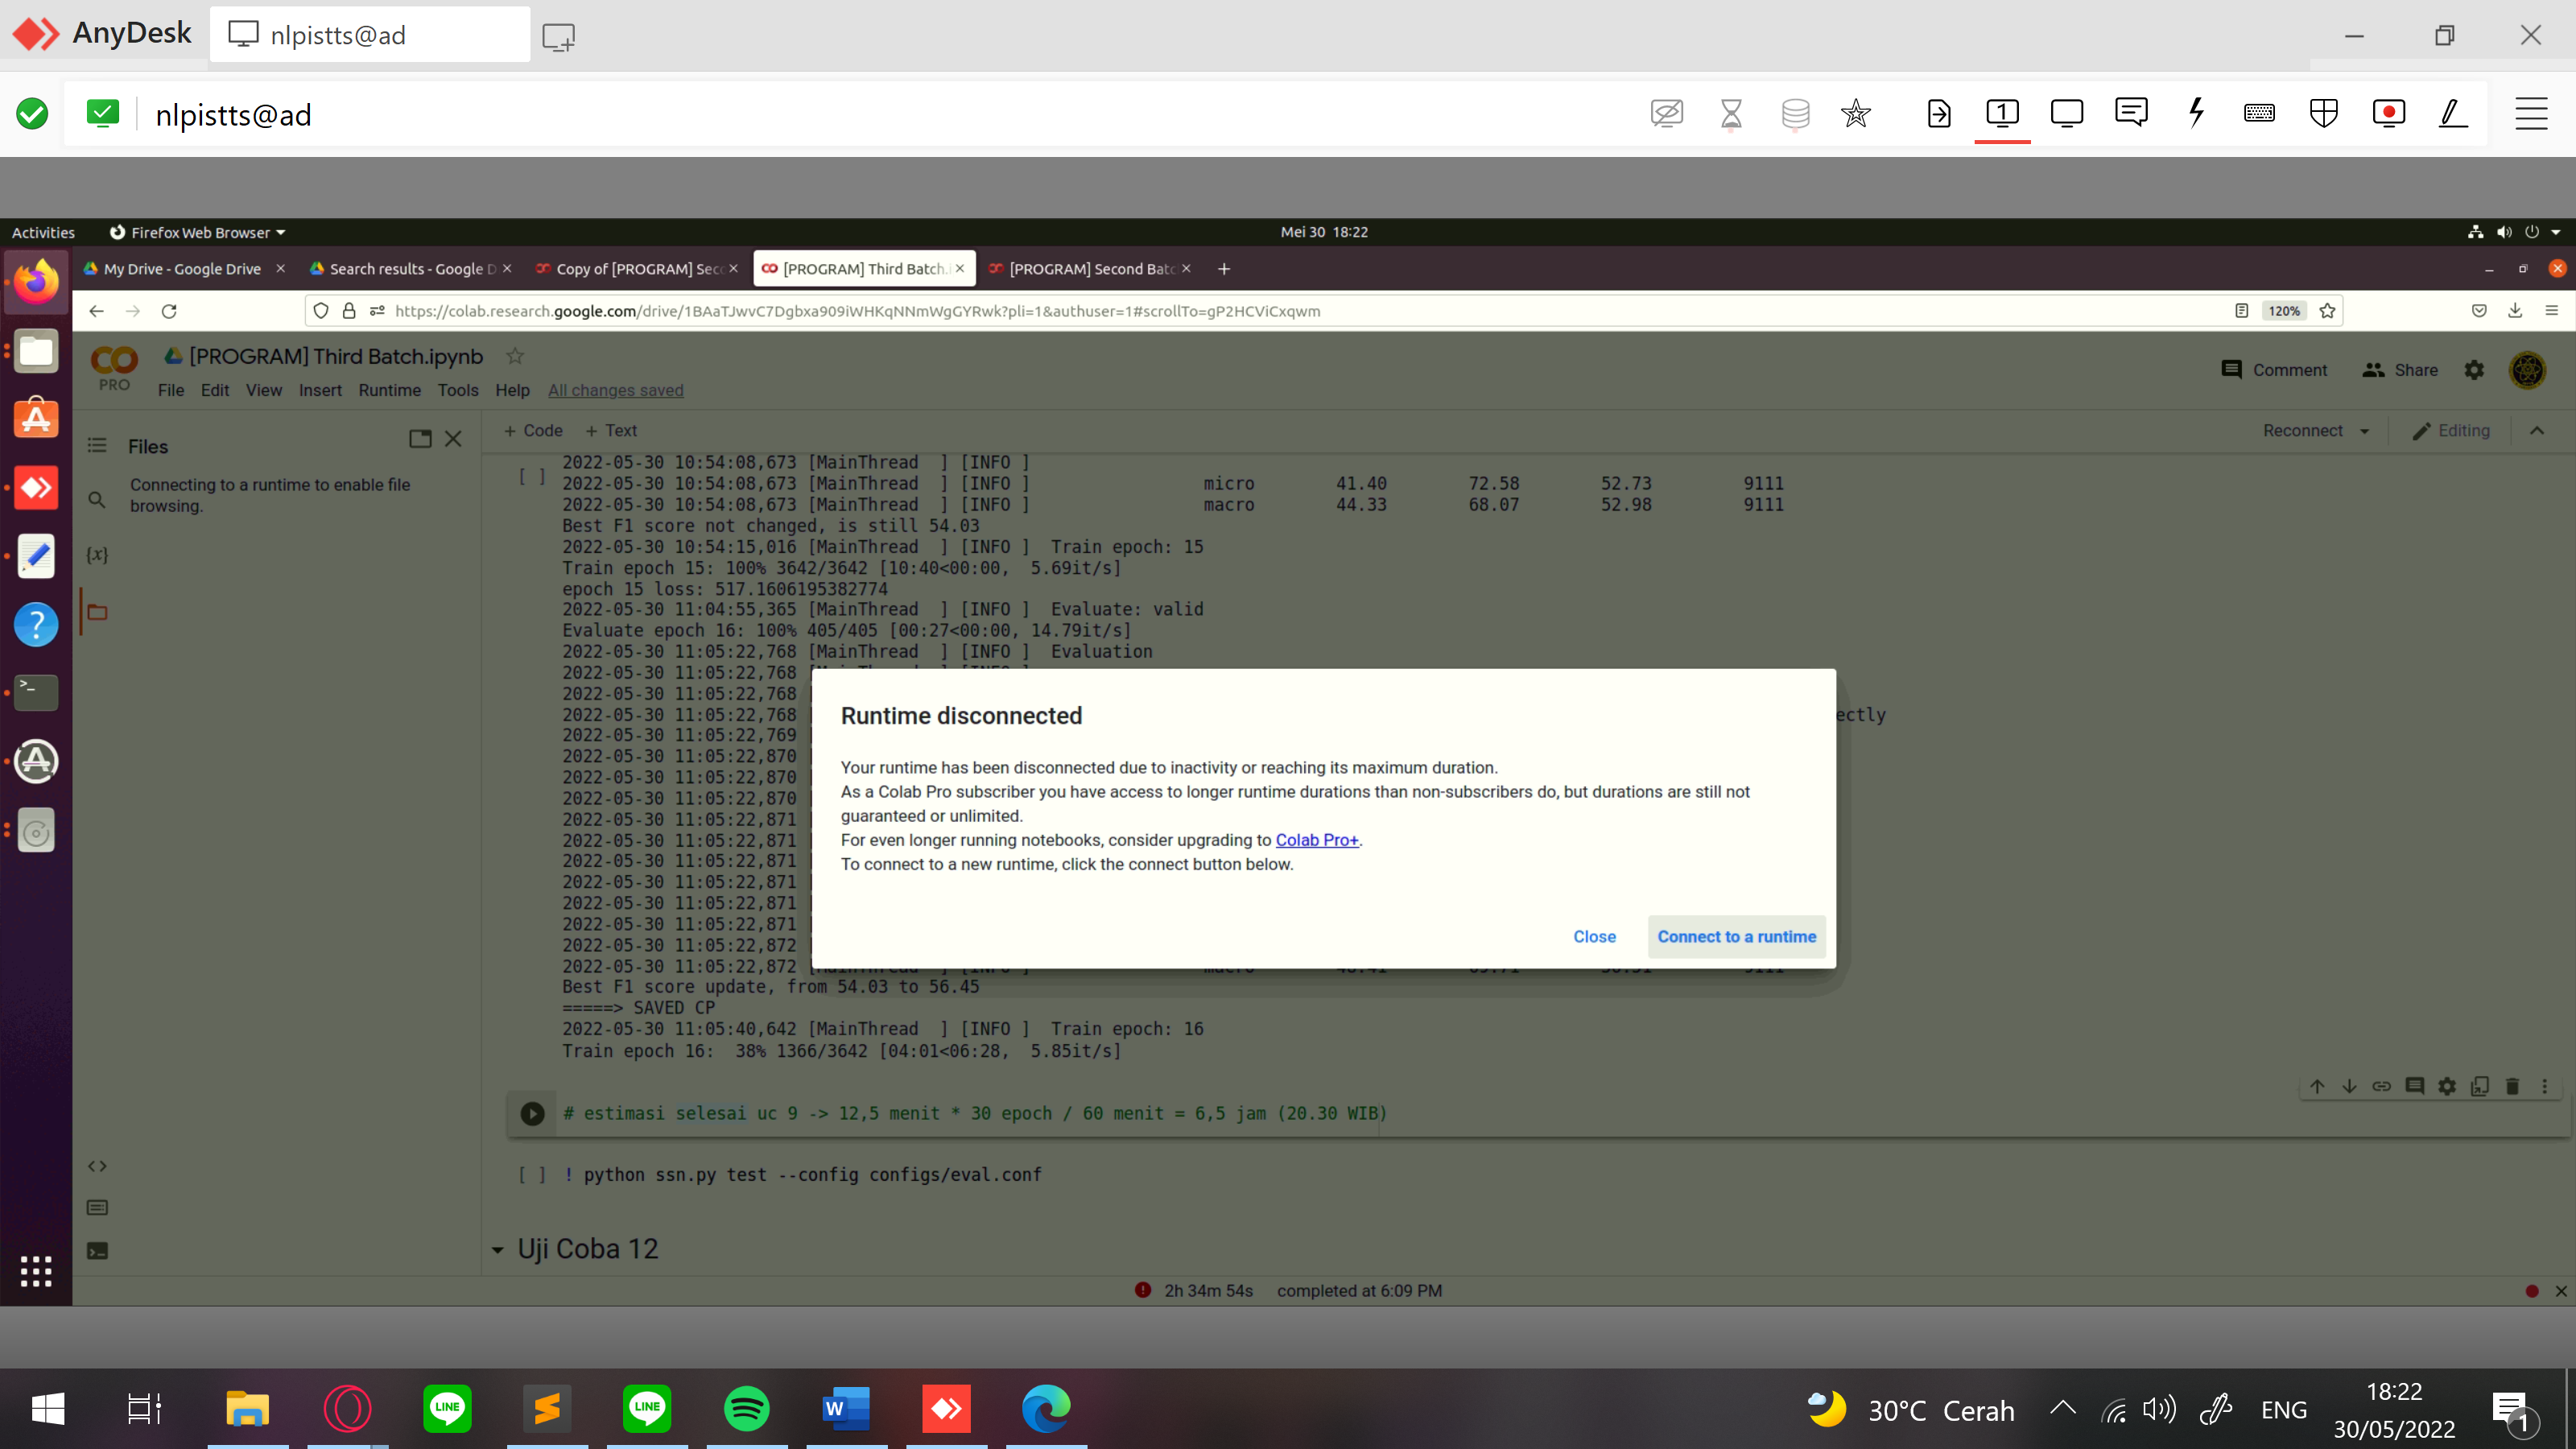 AnyDesk
nlpistts@ad
nlpistts@ad
1
Activities
Firefox Web Browser
Mei 30 18:22
My Drive - Google Drive
Search results - Google D
Copy of [PROGRAM] Sec
[PROGRAM] Third Batch.
[PROGRAM] Second Batc
https://colab.research.google.com/drive/1BAaTJwvC7Dgbxa909iWHKqNNmWgGYRwk?pli=1&authuser=1#scrollTo=gP2HCViCxqwm
120%
PRO
[PROGRAM] Third Batch.ipynb
File Edit View Insert Runtime Tools Help All changes saved
Comment
Share
Files
Connecting to a runtime to enable file
browsing.
{x}
+ Code + Text
Reconnect
Editing
[ ]
2022-05-30 10:54:08,673 [MainThread ] [INFO ]
2022-05-30 10:54:08,673 [MainThread ] [INFO ] micro 41.40 72.58 52.73 9111
2022-05-30 10:54:08,673 [MainThread ] [INFO ] macro 44.33 68.07 52.98 9111
Best F1 score not changed, is still 54.03
2022-05-30 10:54:15,016 [MainThread ] [INFO ] Train epoch: 15
Train epoch 15: 100% 3642/3642 [10:40<00:00, 5.69it/s]
epoch 15 loss: 517.1606195382774
2022-05-30 11:04:55,365 [MainThread ] [INFO ] Evaluate: valid
Evaluate epoch 16: 100% 405/405 [00:27<00:00, 14.79it/s]
2022-05-30 11:05:22,768 [MainThread ] [INFO ] Evaluation
2022-05-30 11:05:22,768
2022-05-30 11:05:22,768
2022-05-30 11:05:22,768 ectly
2022-05-30 11:05:22,769
2022-05-30 11:05:22,870
2022-05-30 11:05:22,870
2022-05-30 11:05:22,870
2022-05-30 11:05:22,871
2022-05-30 11:05:22,871
2022-05-30 11:05:22,871
2022-05-30 11:05:22,871
2022-05-30 11:05:22,871
2022-05-30 11:05:22,871
2022-05-30 11:05:22,872
2022-05-30 11:05:22,872
Best F1 score update, from 54.03 to 56.45
=====> SAVED CP
2022-05-30 11:05:40,642 [MainThread ] [INFO ] Train epoch: 16
Train epoch 16: 38% 1366/3642 [04:01<06:28, 5.85it/s]
Runtime disconnected
Your runtime has been disconnected due to inactivity or reaching its maximum duration.
As a Colab Pro subscriber you have access to longer runtime durations than non-subscribers do, but durations are still not
guaranteed or unlimited.
For even longer running notebooks, consider upgrading to Colab Pro+.
To connect to a new runtime, click the connect button below.
Close
Connect to a runtime
# estimasi selesai uc 9 -> 12,5 menit * 30 epoch / 60 menit = 6,5 jam (20.30 WIB)
[ ] ! python ssn.py test --config configs/eval.conf
Uji Coba 12
2h 34m 54s completed at 6:09 PM
LINE
LINE
W
30°C Cerah
ENG
18:22
30/05/2022
1